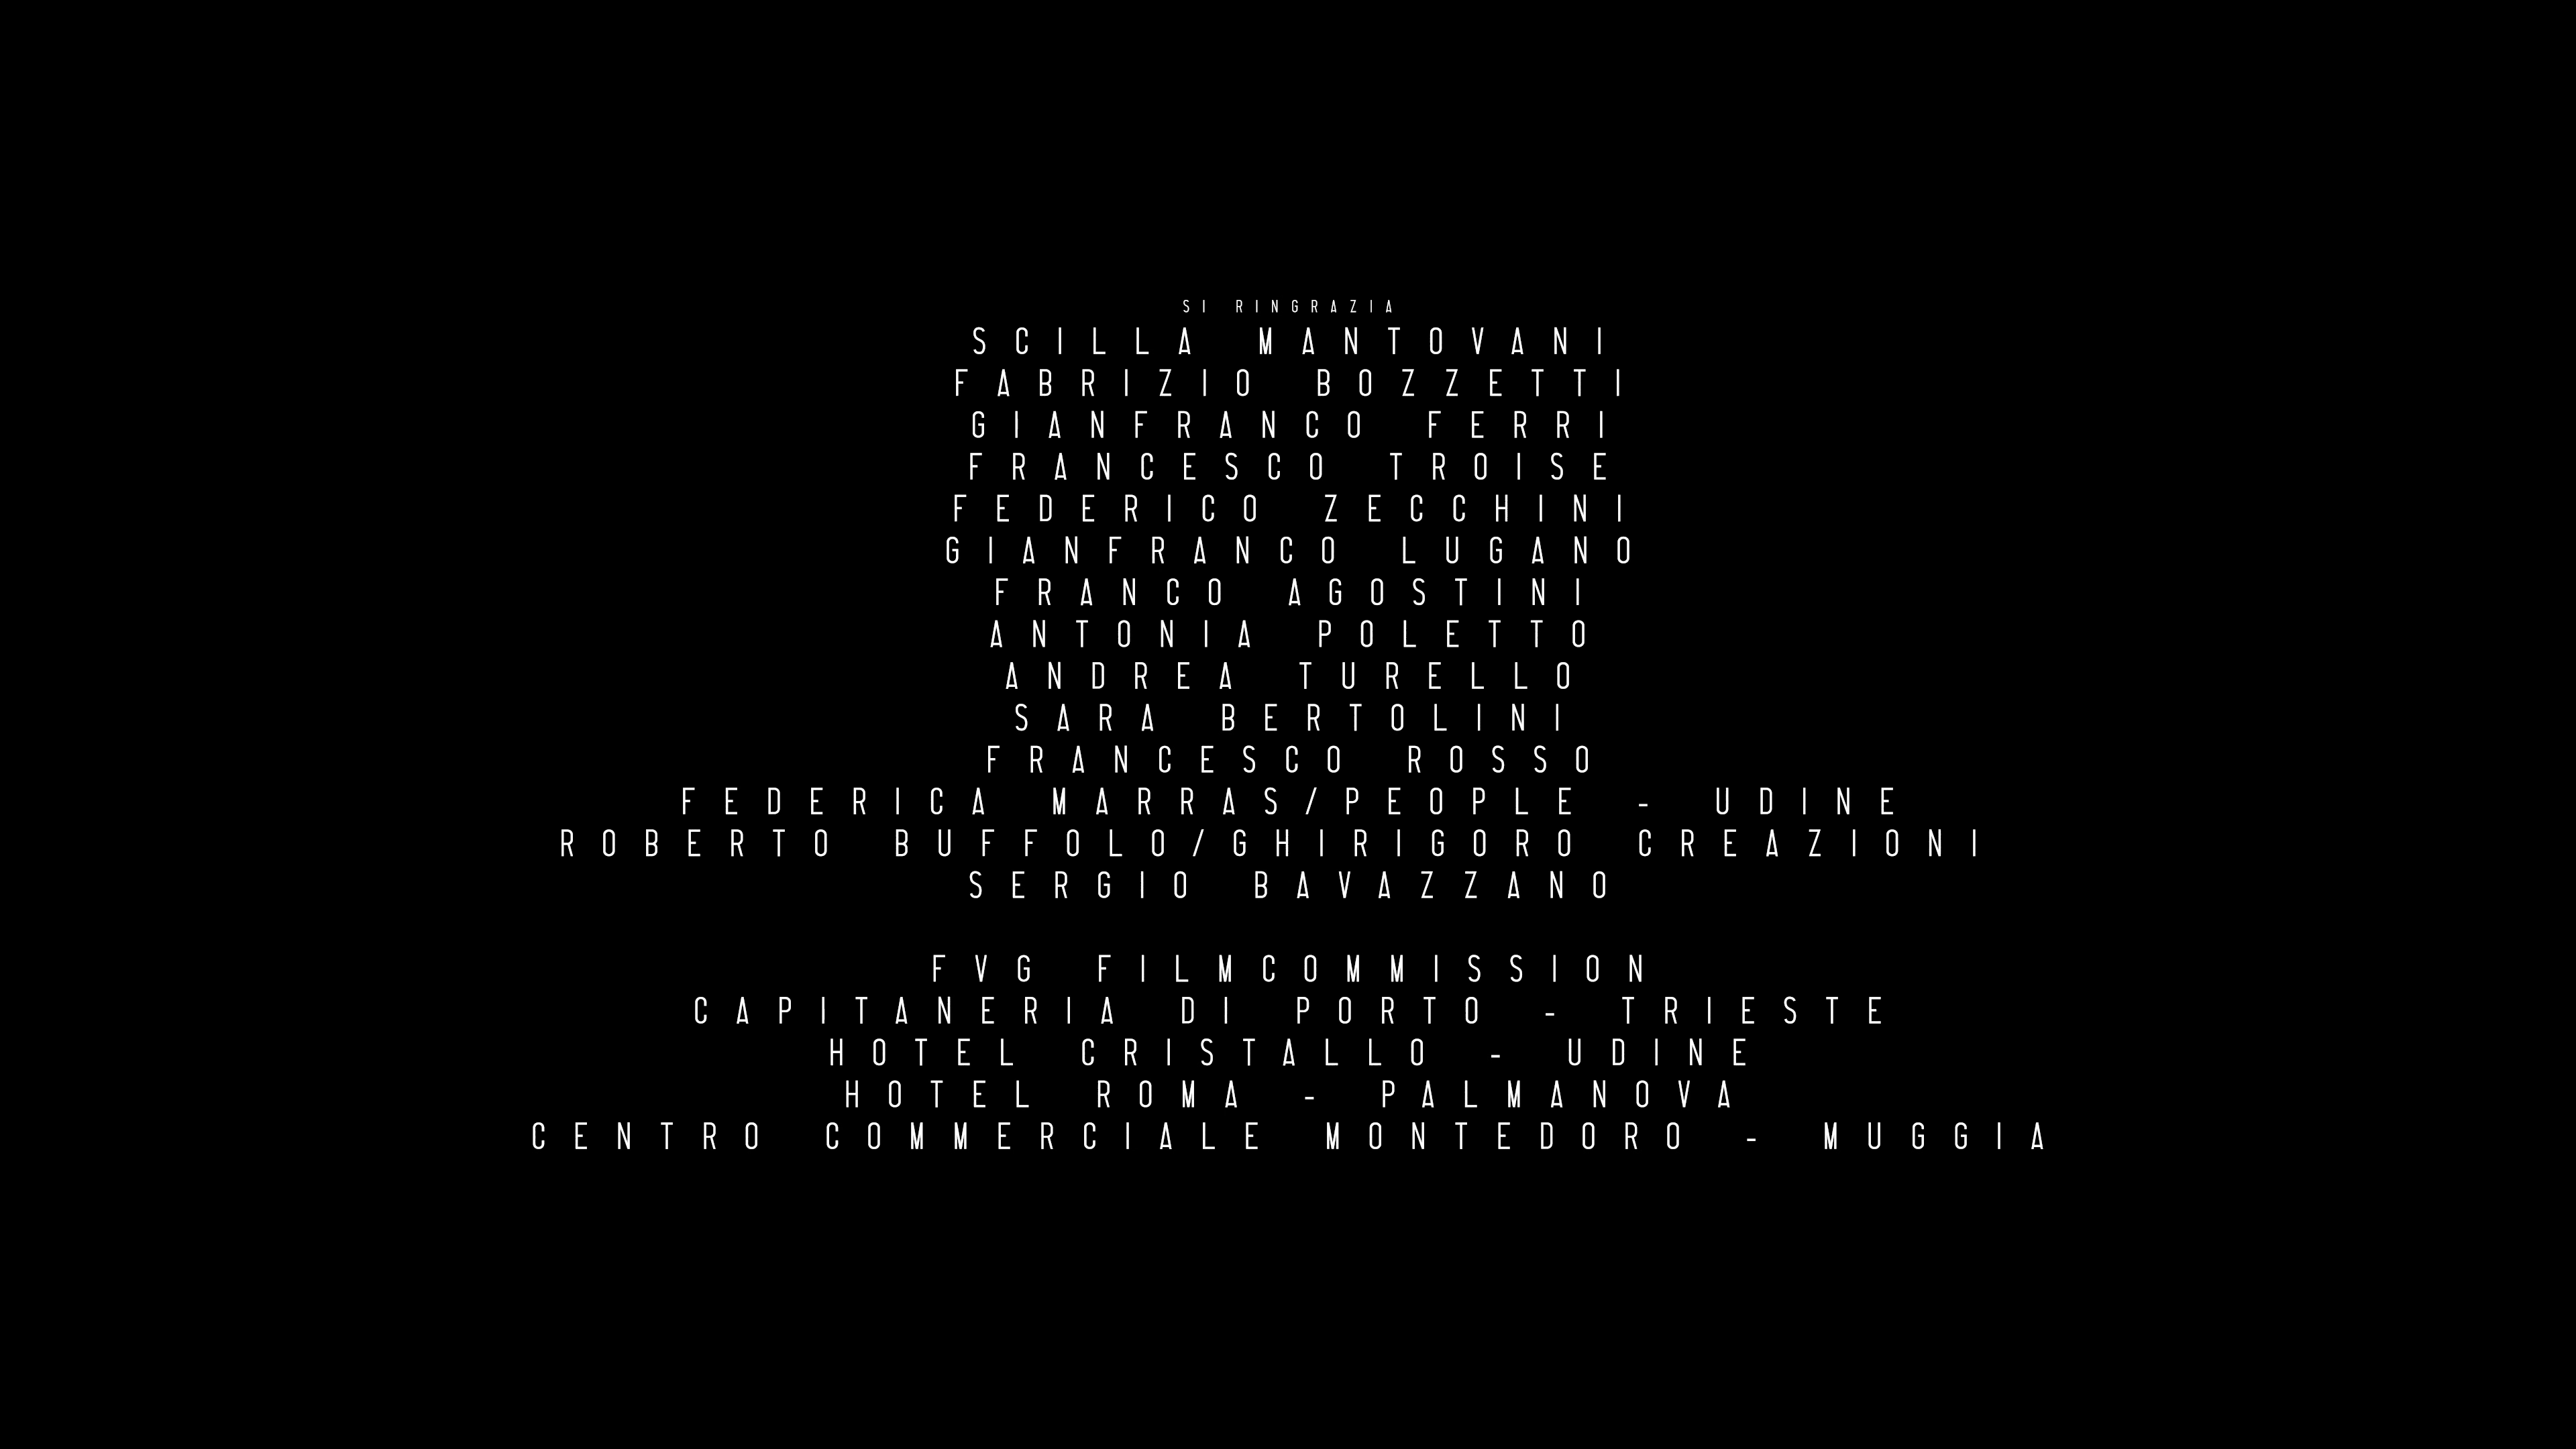 SI RINGRAZIA
SCILLA MANTOVANI
FABRIZIO BOZZETTI
GIANFRANCO FERRI
FRANCESCO TROISE
FEDERICO ZECCHINI
GIANFRANCO LUGANO
FRANCO AGOSTINI
ANTONIA POLETTO
ANDREA TURELLO
SARA BERTOLINI
FRANCESCO ROSSO
FEDERICA MARRAS/PEOPLE - UDINE
ROBERTO BUFFOLO/GHIRIGORO CREAZIONI
SERGIO BAVAZZANO
FVG FILMCOMMISSION
CAPITANERIA DI PORTO - TRIESTE
HOTEL CRISTALLO - UDINE
HOTEL ROMA - PALMANOVA
CENTRO COMMERCIALE MONTEDORO - MUGGIA